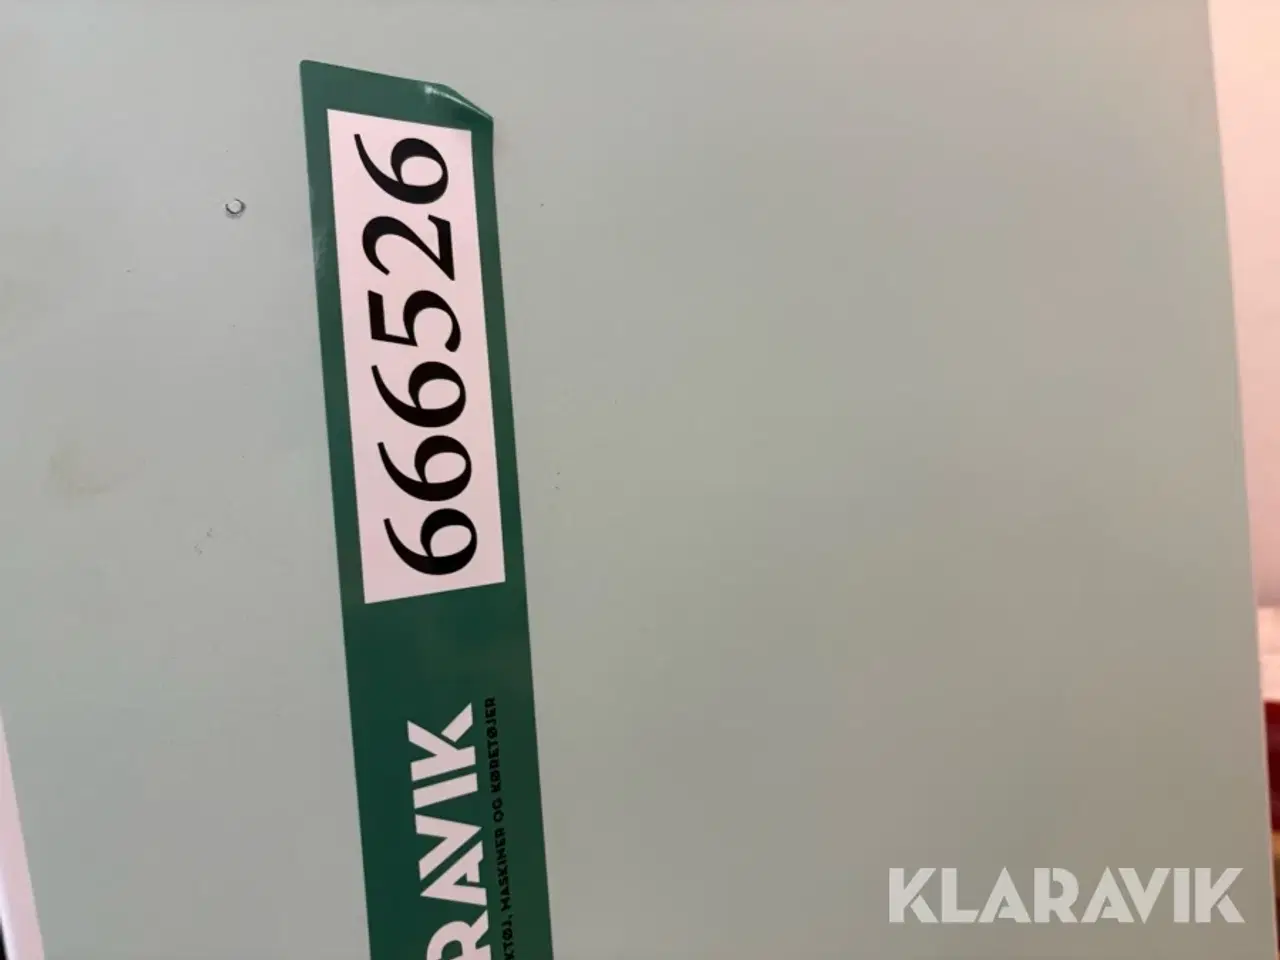 666526
RAVIK
KTØJ, MASKINER OG KØRETØJER
KLARAVIK